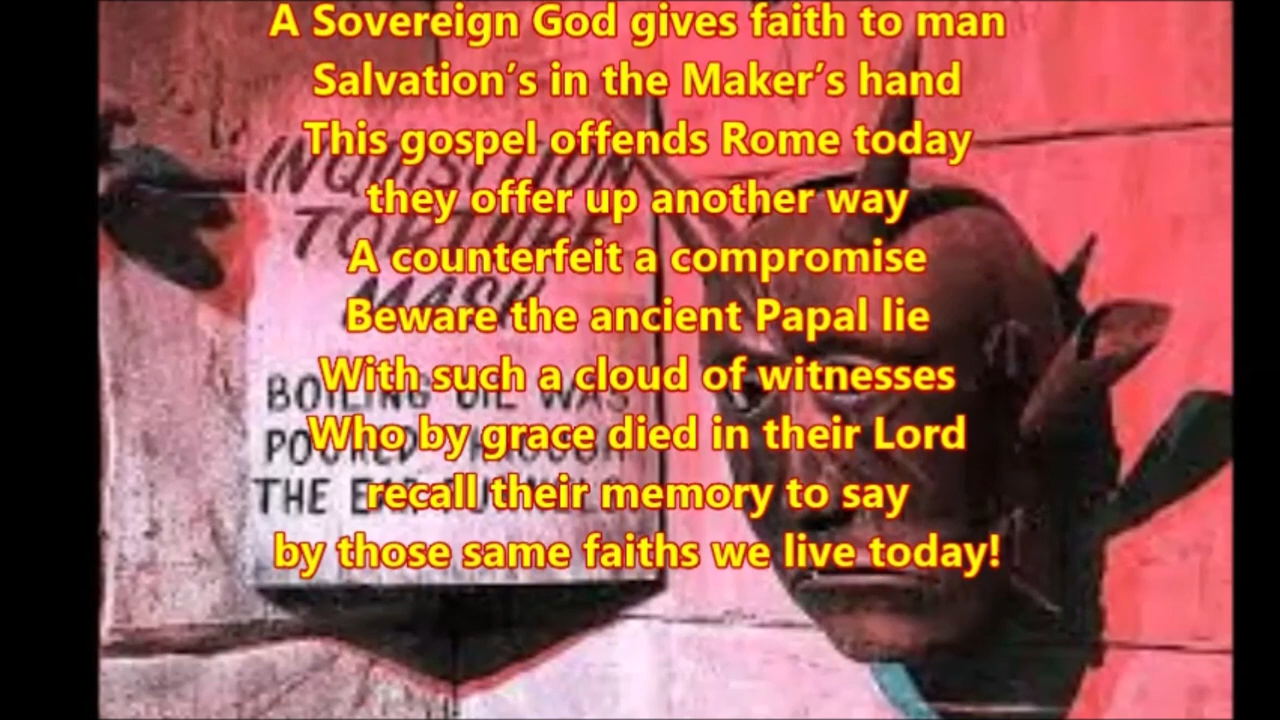 A Sovereign God gives faith to man
Salvation’s in the Maker’s hand
This gospel offends Rome today
they offer up another way
A counterfeit a compromise
Beware the ancient Papal lie
With such a cloud of witnesses
Who by grace died in their Lord
recall their memory to say
by those same faiths we live today!
INQUISITION
TORTURE
MASK
BOILING OIL WAS
POURED THROUGH
THE